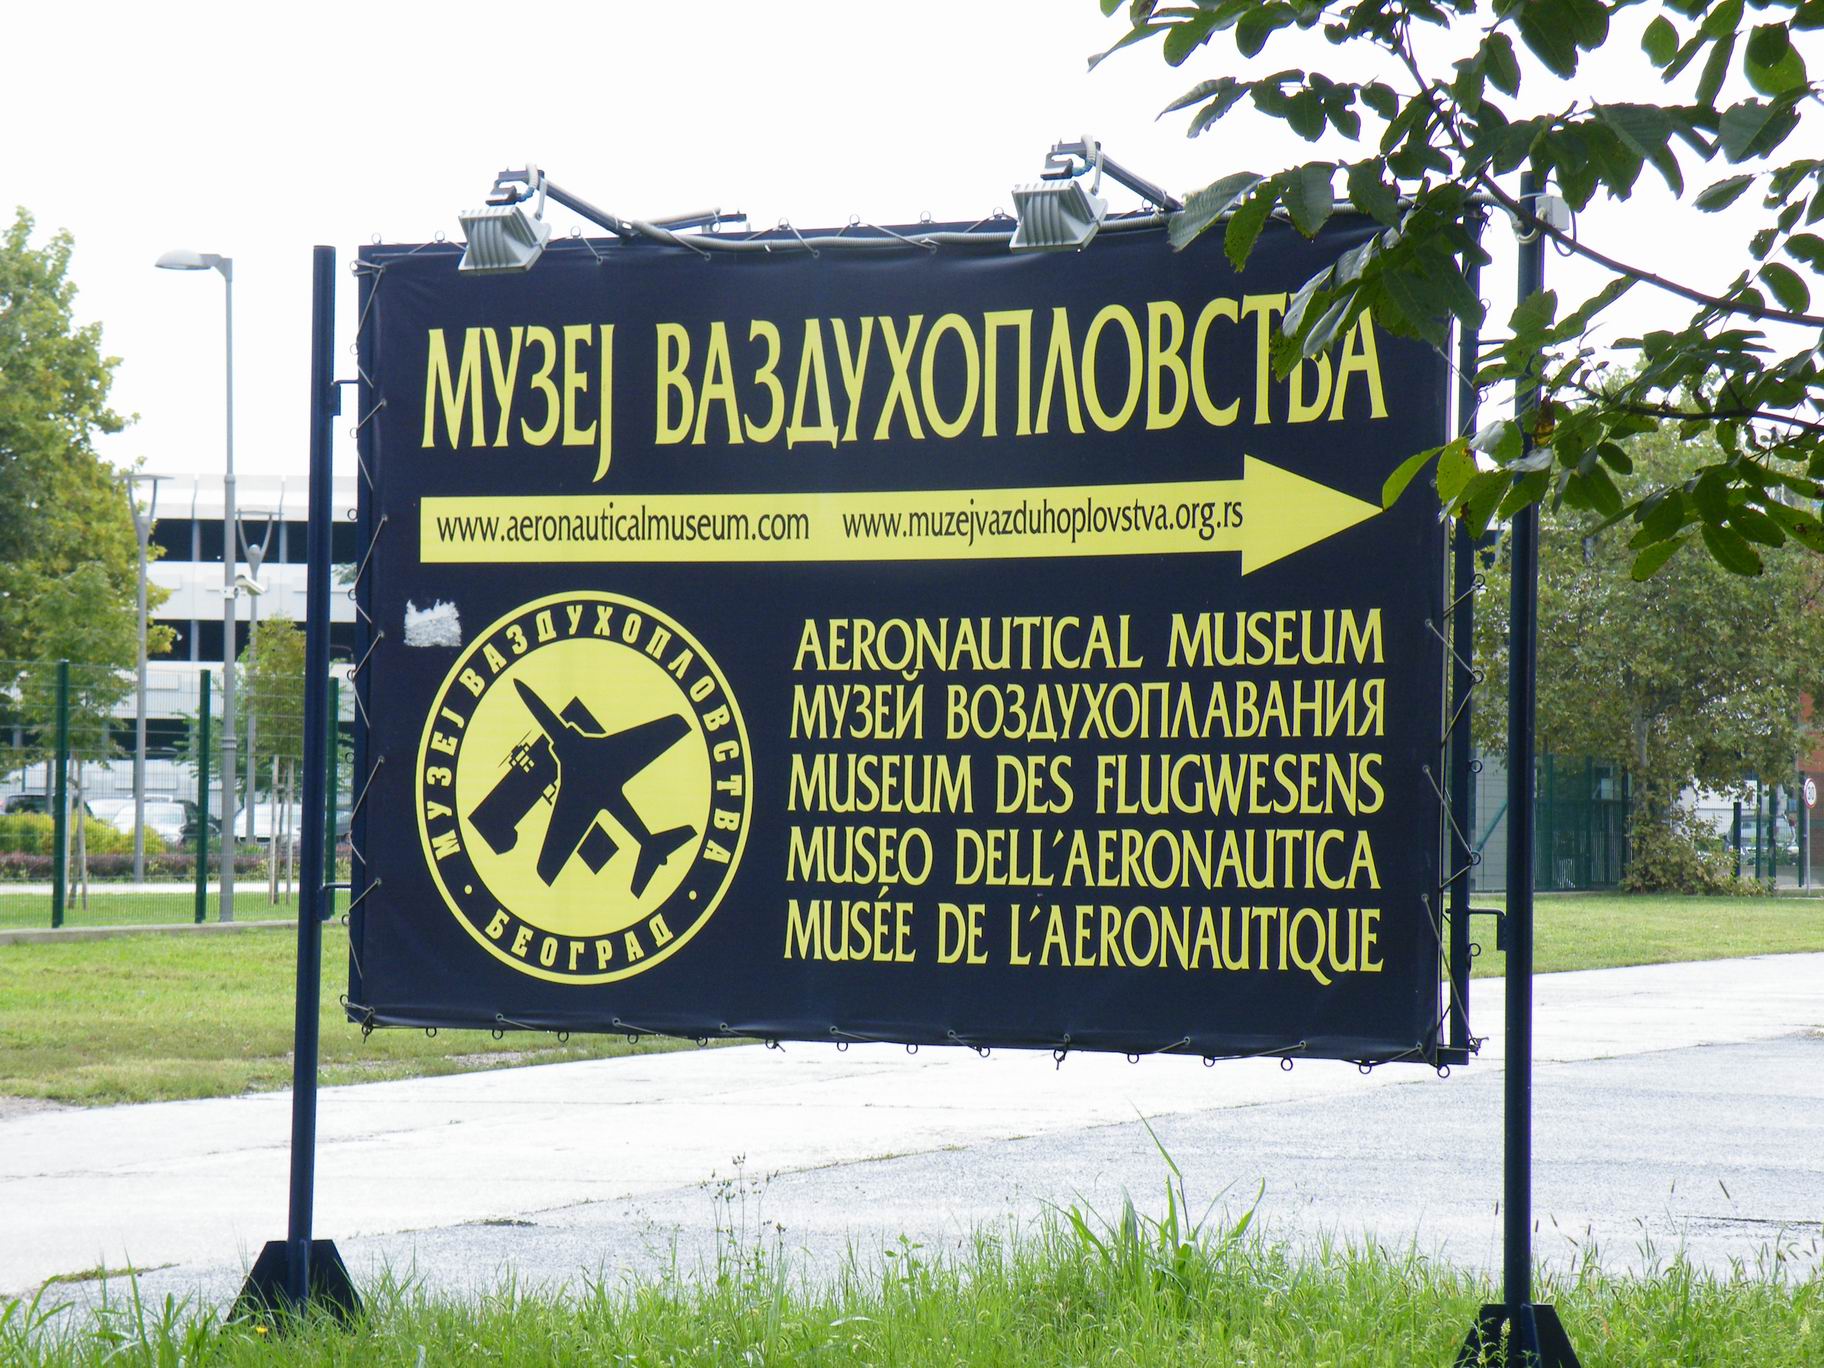 МУЗЕЈ ВАЗДУХОПЛОВСТВА
www.aeronauticalmuseum.com www.muzejvazduhoplovstva.org.rs
МУЗЕЈ ВАЗДУХОПЛОВСТВА
• БЕОГРАД •
AERONAUTICAL MUSEUM
МУЗЕЙ ВОЗДУХОПЛАВАНИЯ
MUSEUM DES FLUGWESENS
MUSEO DELL´AERONAUTICA
MUSÉE DE L´AERONAUTIQUE